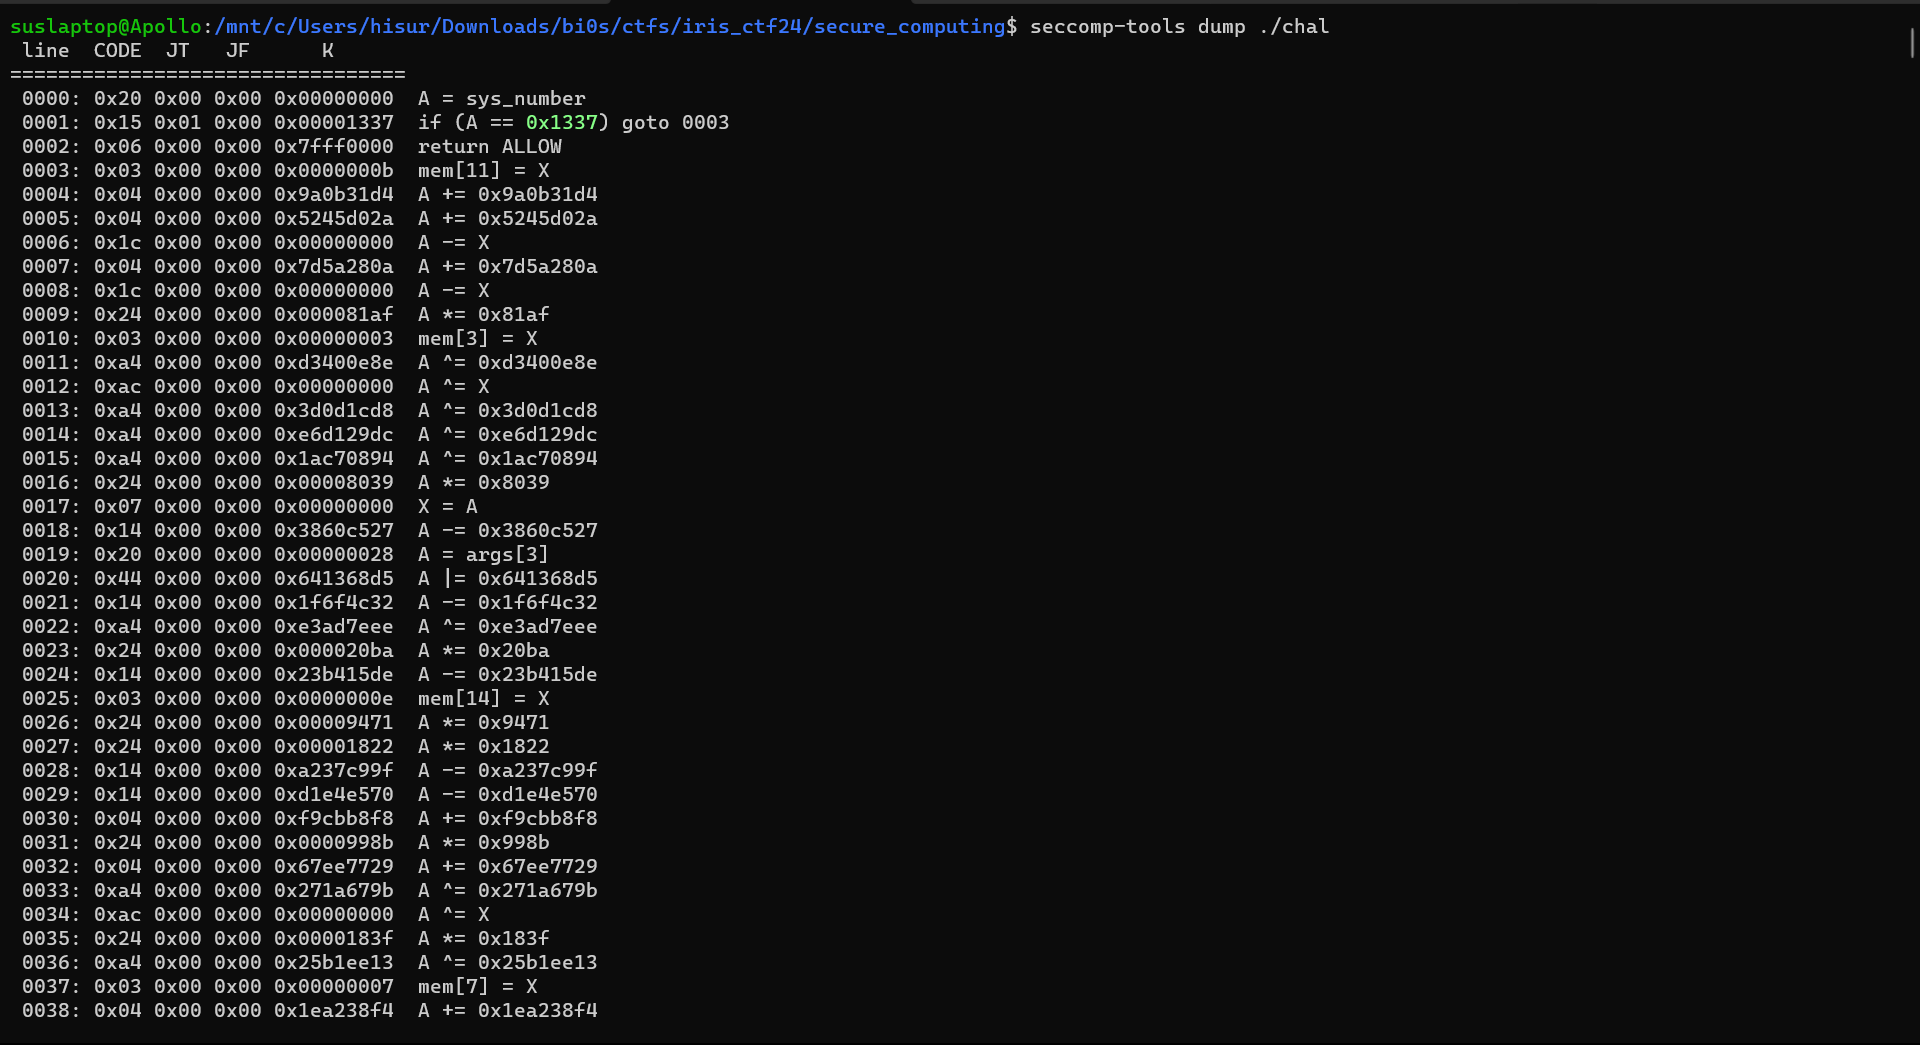 suslaptop@Apollo:/mnt/c/Users/hisur/Downloads/bi0s/ctfs/iris_ctf24/secure_computing$ seccomp-tools dump ./chal
 line  CODE  JT   JF      K
=================================
 0000: 0x20 0x00 0x00 0x00000000  A = sys_number
 0001: 0x15 0x01 0x00 0x00001337  if (A == 0x1337) goto 0003
 0002: 0x06 0x00 0x00 0x7fff0000  return ALLOW
 0003: 0x03 0x00 0x00 0x0000000b  mem[11] = X
 0004: 0x04 0x00 0x00 0x9a0b31d4  A += 0x9a0b31d4
 0005: 0x04 0x00 0x00 0x5245d02a  A += 0x5245d02a
 0006: 0x1c 0x00 0x00 0x00000000  A -= X
 0007: 0x04 0x00 0x00 0x7d5a280a  A += 0x7d5a280a
 0008: 0x1c 0x00 0x00 0x00000000  A -= X
 0009: 0x24 0x00 0x00 0x000081af  A *= 0x81af
 0010: 0x03 0x00 0x00 0x00000003  mem[3] = X
 0011: 0xa4 0x00 0x00 0xd3400e8e  A ^= 0xd3400e8e
 0012: 0xac 0x00 0x00 0x00000000  A ^= X
 0013: 0xa4 0x00 0x00 0x3d0d1cd8  A ^= 0x3d0d1cd8
 0014: 0xa4 0x00 0x00 0xe6d129dc  A ^= 0xe6d129dc
 0015: 0xa4 0x00 0x00 0x1ac70894  A ^= 0x1ac70894
 0016: 0x24 0x00 0x00 0x00008039  A *= 0x8039
 0017: 0x07 0x00 0x00 0x00000000  X = A
 0018: 0x14 0x00 0x00 0x3860c527  A -= 0x3860c527
 0019: 0x20 0x00 0x00 0x00000028  A = args[3]
 0020: 0x44 0x00 0x00 0x641368d5  A |= 0x641368d5
 0021: 0x14 0x00 0x00 0x1f6f4c32  A -= 0x1f6f4c32
 0022: 0xa4 0x00 0x00 0xe3ad7eee  A ^= 0xe3ad7eee
 0023: 0x24 0x00 0x00 0x000020ba  A *= 0x20ba
 0024: 0x14 0x00 0x00 0x23b415de  A -= 0x23b415de
 0025: 0x03 0x00 0x00 0x0000000e  mem[14] = X
 0026: 0x24 0x00 0x00 0x00009471  A *= 0x9471
 0027: 0x24 0x00 0x00 0x00001822  A *= 0x1822
 0028: 0x14 0x00 0x00 0xa237c99f  A -= 0xa237c99f
 0029: 0x14 0x00 0x00 0xd1e4e570  A -= 0xd1e4e570
 0030: 0x04 0x00 0x00 0xf9cbb8f8  A += 0xf9cbb8f8
 0031: 0x24 0x00 0x00 0x0000998b  A *= 0x998b
 0032: 0x04 0x00 0x00 0x67ee7729  A += 0x67ee7729
 0033: 0xa4 0x00 0x00 0x271a679b  A ^= 0x271a679b
 0034: 0xac 0x00 0x00 0x00000000  A ^= X
 0035: 0x24 0x00 0x00 0x0000183f  A *= 0x183f
 0036: 0xa4 0x00 0x00 0x25b1ee13  A ^= 0x25b1ee13
 0037: 0x03 0x00 0x00 0x00000007  mem[7] = X
 0038: 0x04 0x00 0x00 0x1ea238f4  A += 0x1ea238f4